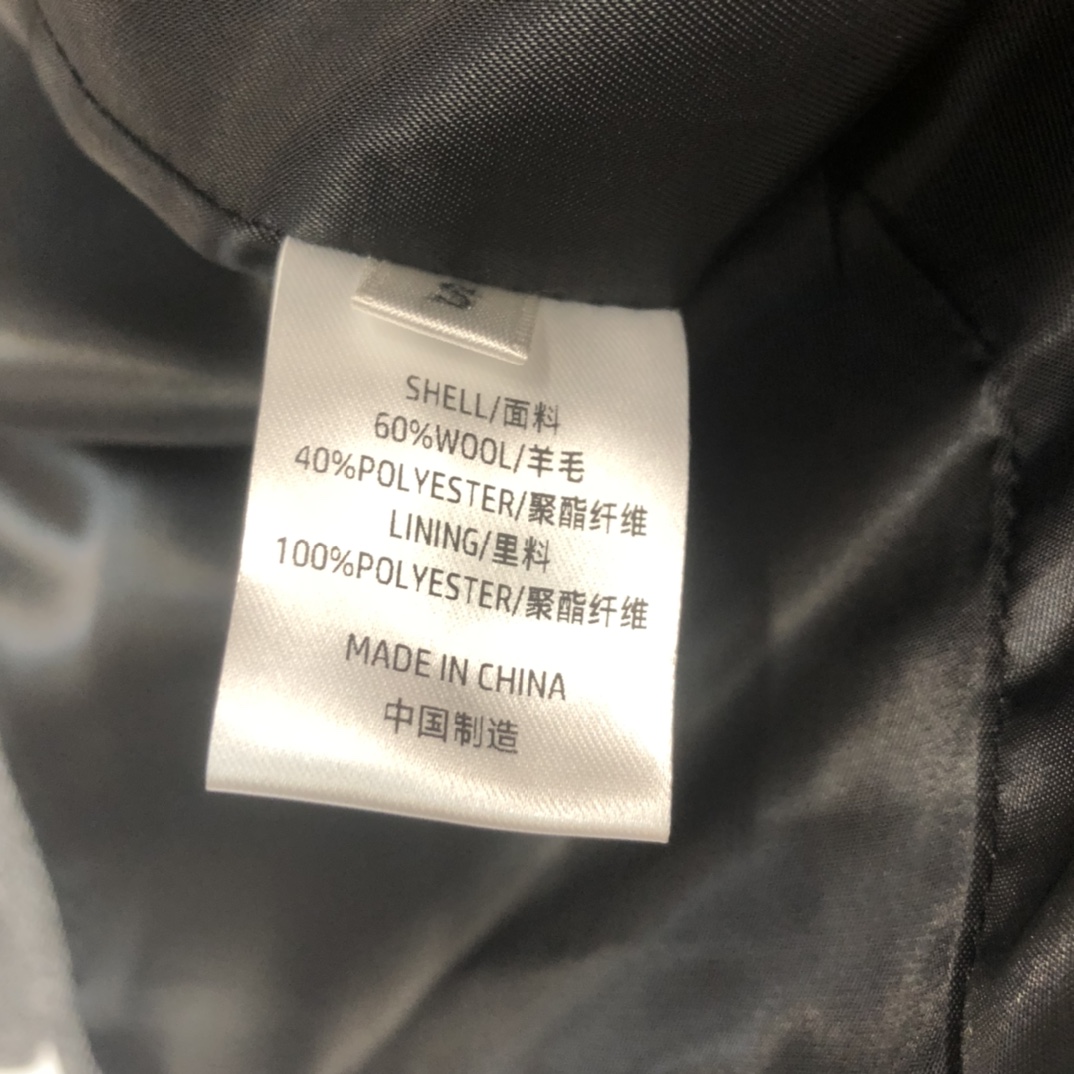 SHELL/面料
60%WOOL/羊毛
40%POLYESTER/聚酯纤维
LINING/里料
100%POLYESTER/聚酯纤维
MADE IN CHINA
中国制造